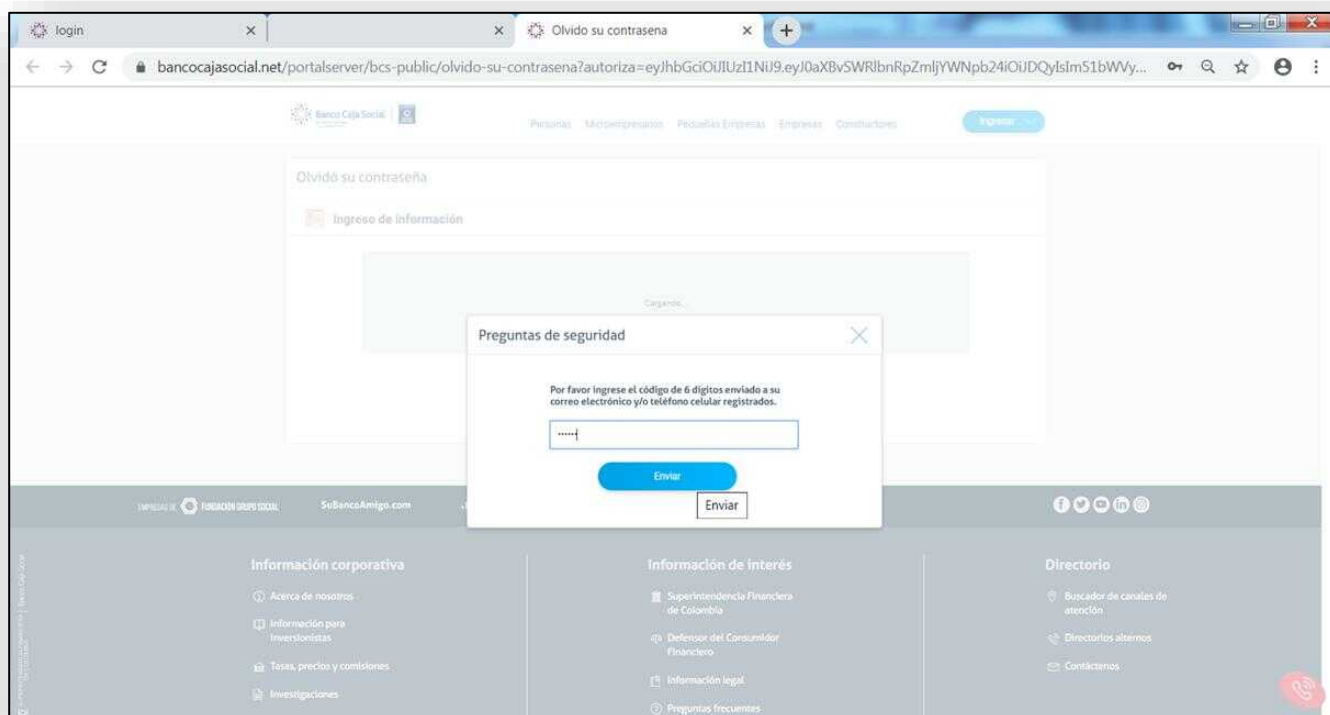 login
Olvido su contrasena
bancocajasocial.net/portalserver/bcs-public/olvido-su-contrasena?autoriza=eyJhbGciOiJIUzI1NiJ9.eyJ0aXBvSWRlbnRpZmljYWNpb24iOiJDQyIsIm51bWVy...
Banco Caja Social
Personas Microempresarios Pequeñas Empresas Empresas Constructores
Ingresar
Olvidó su contraseña
Ingreso de información
Cargando...
Preguntas de seguridad
Por favor ingrese el código de 6 dígitos enviado a su
correo electrónico y/o teléfono celular registrados.
······
Enviar
Enviar
EMPRESAS DE FUNDACIÓN GRUPO SOCIAL SuBancoAmigo.com
Información corporativa
Acerca de nosotros
Información para
Inversionistas
Tasas, precios y comisiones
Investigaciones
Información de interés
Superintendencia Financiera
de Colombia
Defensor del Consumidor
Financiero
Información legal
Preguntas frecuentes
Directorio
Buscador de canales de
atención
Directorios alternos
Contáctenos